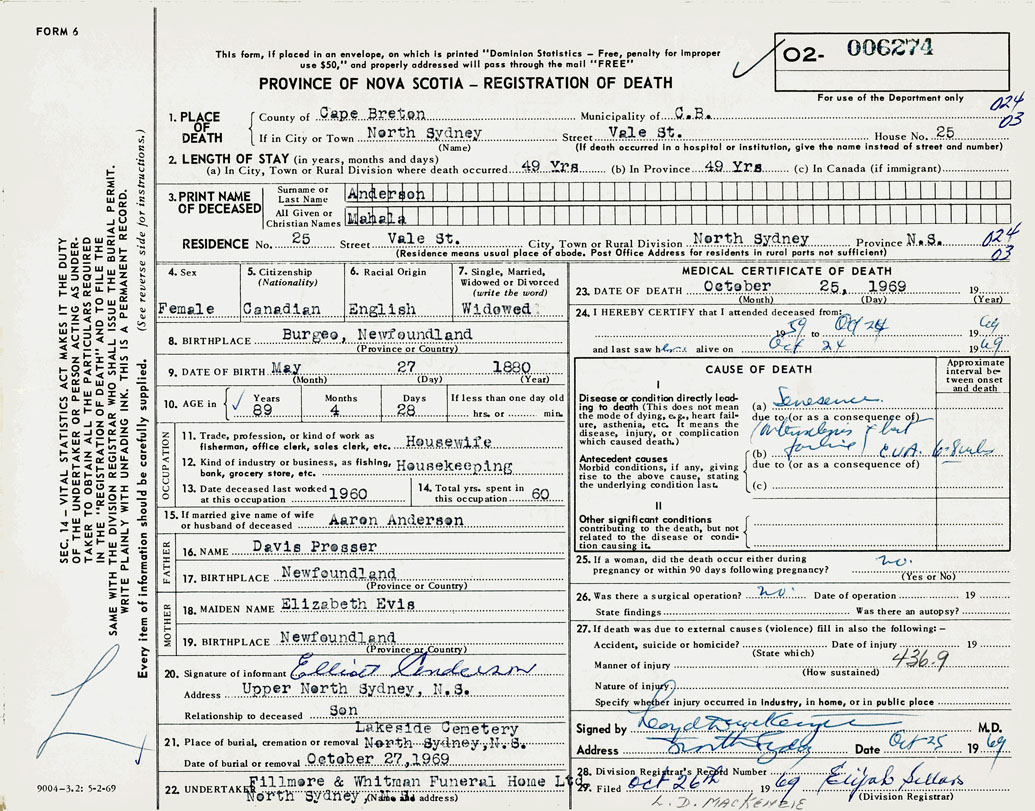 FORM 6
This form, if placed in an envelope, on which is printed "Dominion Statistics – Free, penalty for improper
use $50," and properly addressed will pass through the mail "FREE"
PROVINCE OF NOVA SCOTIA – REGISTRATION OF DEATH
O2- 006274
For use of the Department only
024
03
1. PLACE OF DEATH
County of Cape Breton Municipality of C.B.
If in City or Town North Sydney Street Vale St. House No. 25
(Name) (If death occurred in a hospital or institution, give the name instead of street and number)
2. LENGTH OF STAY (in years, months and days)
(a) In City, Town or Rural Division where death occurred 49 Yrs (b) In Province 49 Yrs (c) In Canada (if immigrant)
3. PRINT NAME OF DECEASED
Surname or Last Name Anderson
All Given or Christian Names Mahala
RESIDENCE No. 25 Street Vale St. City, Town or Rural Division North Sydney Province N.S.
(Residence means usual place of abode. Post Office Address for residents in rural parts not sufficient)
024
03
4. Sex
Female
5. Citizenship
(Nationality)
Canadian
6. Racial Origin
English
7. Single, Married,
Widowed or Divorced
(write the word)
Widowed
8. BIRTHPLACE Burgeo, Newfoundland
(Province or Country)
9. DATE OF BIRTH May 27 1880
(Month) (Day) (Year)
10. AGE in Years Months Days If less than one day old
89 4 28 hrs. or min.
OCCUPATION
11. Trade, profession, or kind of work as
fisherman, office clerk, sales clerk, etc. Housewife
12. Kind of industry or business, as fishing,
bank, grocery store, etc. Housekeeping
13. Date deceased last worked
at this occupation 1960
14. Total yrs. spent in
this occupation 60
15. If married give name of wife
or husband of deceased Aaron Anderson
FATHER
16. NAME Davis Prosser
17. BIRTHPLACE Newfoundland
(Province or Country)
MOTHER
18. MAIDEN NAME Elizabeth Evis
19. BIRTHPLACE Newfoundland
(Province or Country)
20. Signature of informant Elliot Anderson
Address Upper North Sydney, N.S.
Relationship to deceased Son
Lakeside Cemetery
21. Place of burial, cremation or removal North Sydney,N.S.
Date of burial or removal October 27,1969
Fillmore & Whitman Funeral Home Ltd
22. UNDERTAKER North Sydney, N.S.
(Name and address)
MEDICAL CERTIFICATE OF DEATH
23. DATE OF DEATH October 25, 1969 19
(Month) (Day) (Year)
24. I HEREBY CERTIFY that I attended deceased from:
19 59 to Oct 24 69
and last saw her alive on Oct 24 19 69
CAUSE OF DEATH
Approximate
interval be-
tween onset
and death
I
Disease or condition directly lead-
ing to death (This does not mean
the mode of dying, e.g., heart fail-
ure, asthenia, etc. It means the
disease, injury, or complication
which caused death.)
(a) Senescence
due to (or as a consequence of)
Antecedent causes
Morbid conditions, if any, giving
rise to the above cause, stating
the underlying condition last.
(b) C.V.A.
due to (or as a consequence of)
(c)
II
Other significant conditions
contributing to the death, but not
related to the disease or condi-
tion causing it.
25. If a woman, did the death occur either during
pregnancy or within 90 days following pregnancy? no.
(Yes or No)
26. Was there a surgical operation? no. Date of operation 19
State findings Was there an autopsy?
27. If death was due to external causes (violence) fill in also the following: –
Accident, suicide or homicide? Date of injury 19
(State which)
436.9
Manner of injury
(How sustained)
Nature of injury
Specify whether injury occurred in Industry, in home, or in public place
Signed by M.D.
Address North Sydney Date Oct-25 19 69
28. Division Registrar's Record Number
29. Filed Oct 26th 19 69 Elijah Sellars
(Division Registrar)
L. D. MACKENZIE
SEC. 14 – VITAL STATISTICS ACT MAKES IT THE DUTY
OF THE UNDERTAKER OR PERSON ACTING AS UNDER-
TAKER TO OBTAIN ALL THE PARTICULARS REQUIRED
IN THE "REGISTRATION OF DEATH" AND TO FILE THE
SAME WITH THE DIVISION REGISTRAR WHO SHALL ISSUE THE BURIAL PERMIT.
WRITE PLAINLY WITH UNFADING INK. THIS IS A PERMANENT RECORD.
Every item of information should be carefully supplied. (See reverse side for instructions.)
9004–3.2: 5-2-69